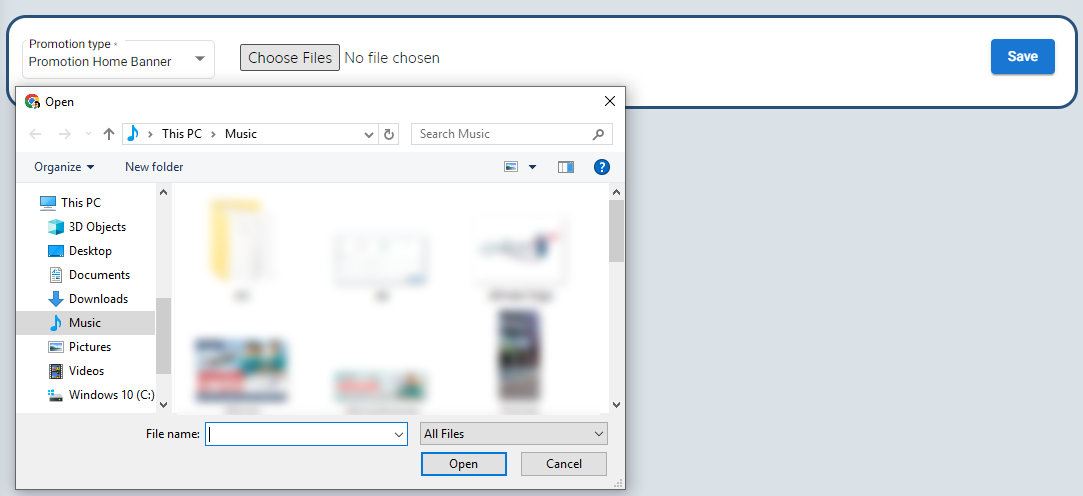 Promotion type *
Promotion Home Banner
Choose Files No file chosen
Save
Open
This PC > Music
Search Music
Organize
New folder
This PC
3D Objects
Desktop
Documents
Downloads
Music
Pictures
Videos
Windows 10 (C:)
File name:
All Files
Open
Cancel